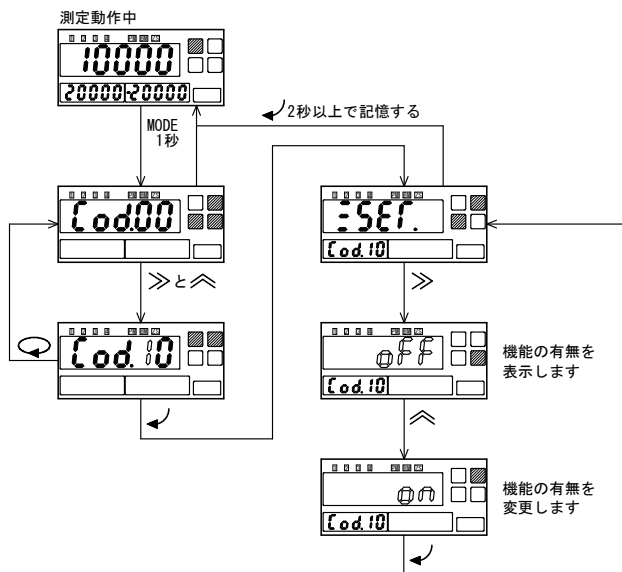 測定動作中
10000
20000 -20000
MODE
1秒
2秒以上で記憶する
Cod.00
≫と︽
Cod.10
SET.
Cod.10
≫
oFF
Cod.10
機能の有無を
表示します
︽
on
Cod.10
機能の有無を
変更します